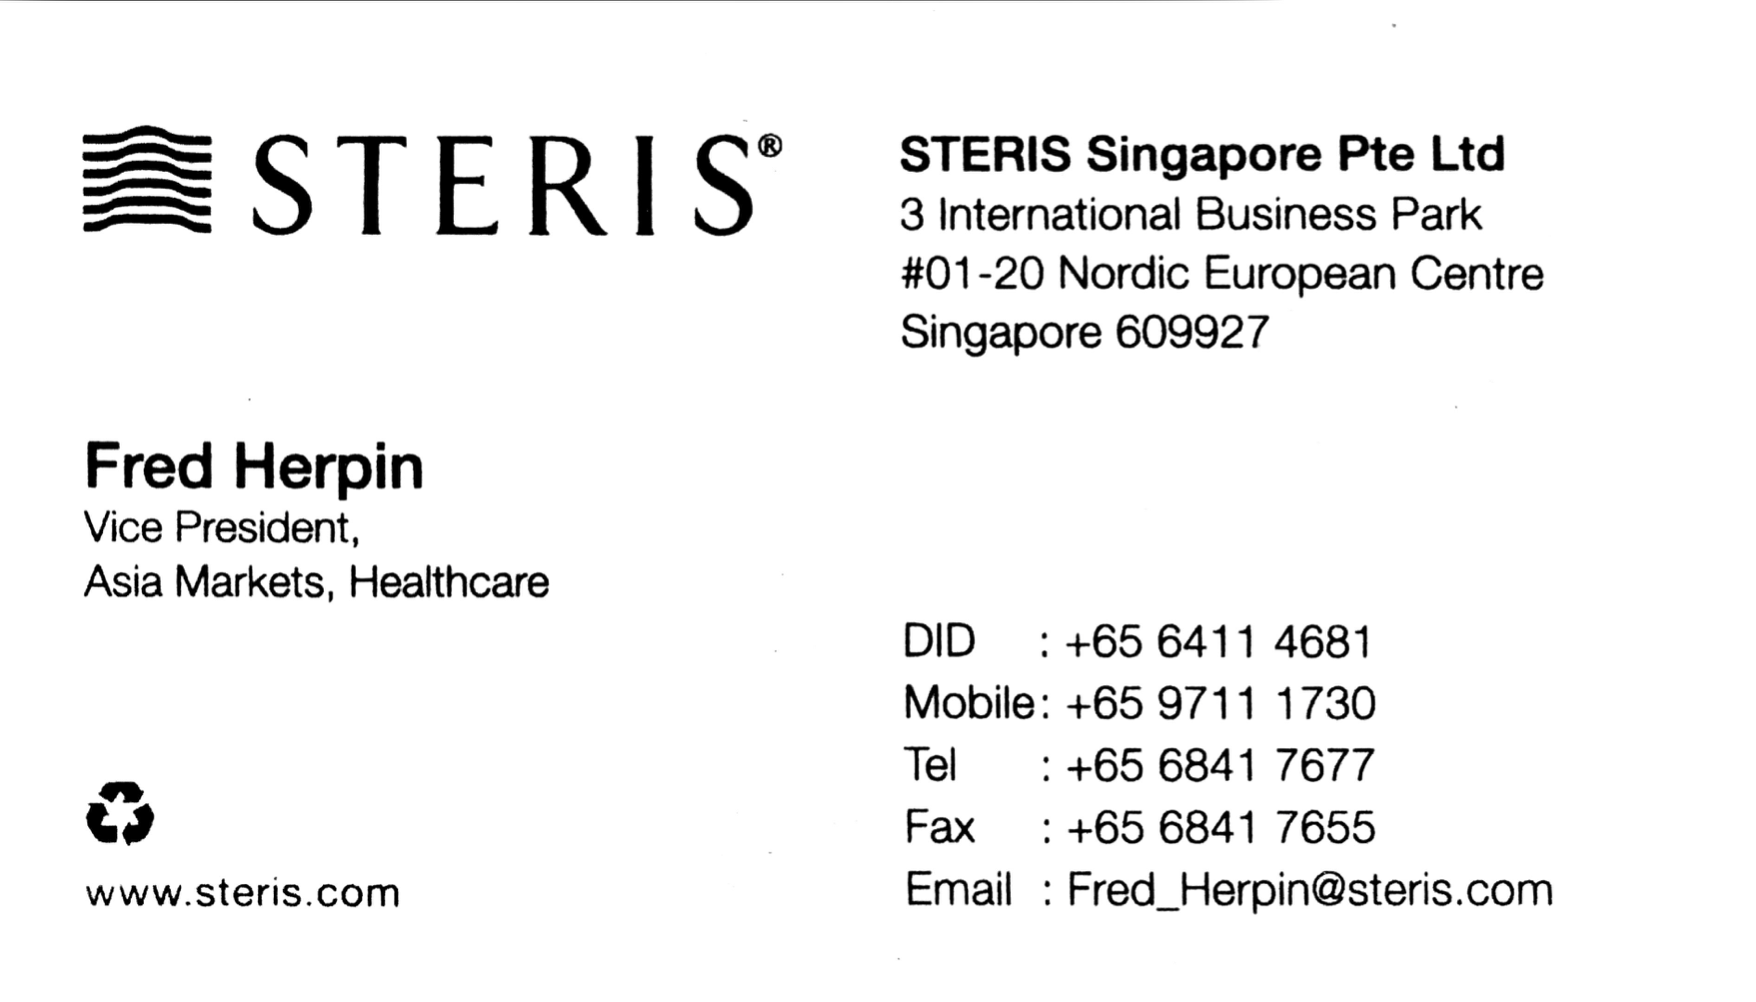 STERIS®
STERIS Singapore Pte Ltd
3 International Business Park
#01-20 Nordic European Centre
Singapore 609927
Fred Herpin
Vice President,
Asia Markets, Healthcare
DID : +65 6411 4681
Mobile: +65 9711 1730
Tel : +65 6841 7677
Fax : +65 6841 7655
Email : Fred_Herpin@steris.com
www.steris.com